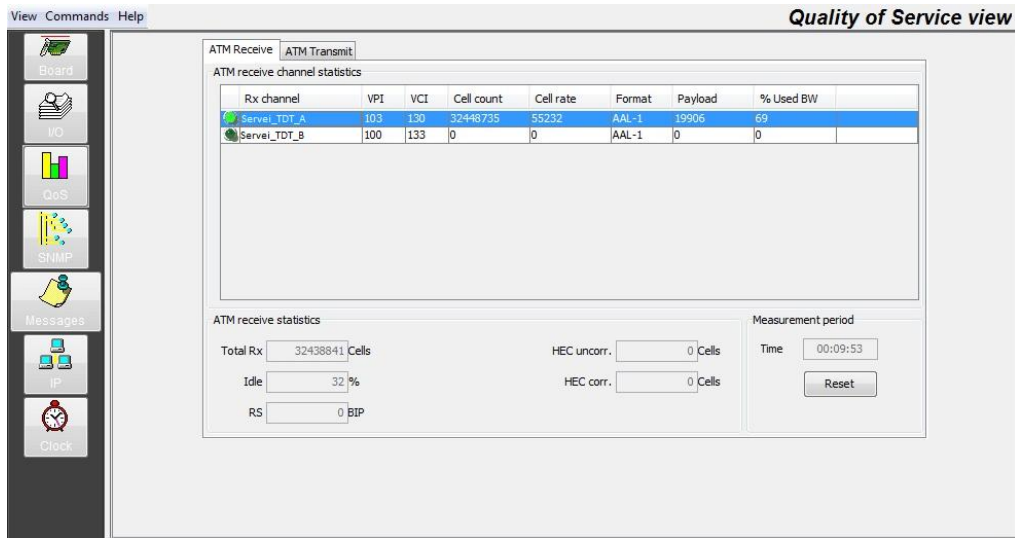 View Commands Help
Quality of Service view
Board
I/O
QoS
SNMP
Messages
IP
Clock
ATM Receive ATM Transmit
ATM receive channel statistics
Rx channel VPI VCI Cell count Cell rate Format Payload % Used BW
Servei_TDT_A 103 130 32448735 55232 AAL-1 19906 69
Servei_TDT_B 100 133 0 0 AAL-1 0 0
ATM receive statistics
Total Rx 32438841 Cells HEC uncorr. 0 Cells
Idle 32 % HEC corr. 0 Cells
RS 0 BIP
Measurement period
Time 00:09:53
Reset